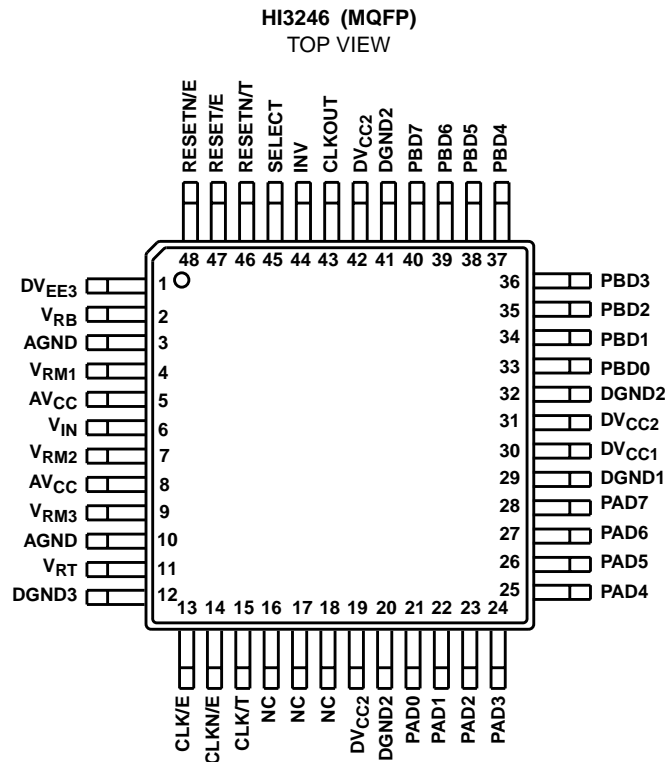 HI3246 (MQFP)
TOP VIEW
RESETN/E
RESET/E
RESETN/T
SELECT
INV
CLKOUT
DVCC2
DGND2
PBD7
PBD6
PBD5
PBD4
48 47 46 45 44 43 42 41 40 39 38 37
DVEE3 1
VRB 2
AGND 3
VRM1 4
AVCC 5
VIN 6
VRM2 7
AVCC 8
VRM3 9
AGND 10
VRT 11
DGND3 12
36 PBD3
35 PBD2
34 PBD1
33 PBD0
32 DGND2
31 DVCC2
30 DVCC1
29 DGND1
28 PAD7
27 PAD6
26 PAD5
25 PAD4
13 14 15 16 17 18 19 20 21 22 23 24
CLK/E
CLKN/E
CLK/T
NC
NC
NC
DVCC2
DGND2
PAD0
PAD1
PAD2
PAD3